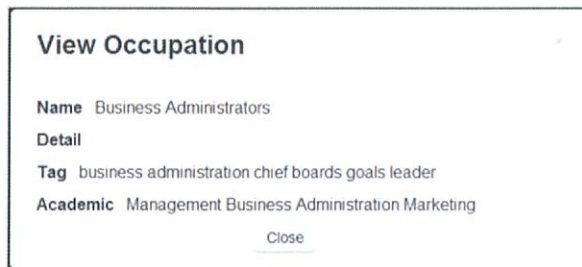 View Occupation
Name Business Administrators
Detail
Tag business administration chief boards goals leader
Academic Management Business Administration Marketing
Close